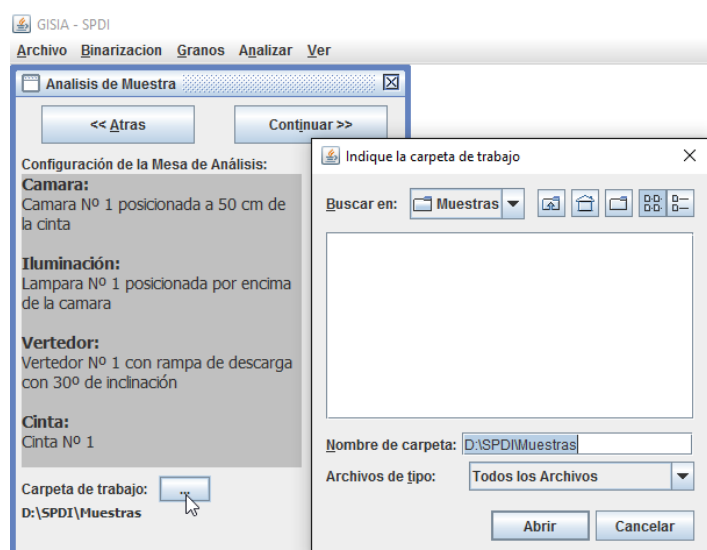 GISIA - SPDI
Archivo Binarizacion Granos Analizar Ver
Analisis de Muestra
<< Atras
Continuar >>
Configuración de la Mesa de Análisis:
Camara:
Camara Nº 1 posicionada a 50 cm de
la cinta
Iluminación:
Lampara Nº 1 posicionada por encima
de la camara
Vertedor:
Vertedor Nº 1 con rampa de descarga
con 30º de inclinación
Cinta:
Cinta Nº 1
Carpeta de trabajo: ...
D:\SPDI\Muestras
Indique la carpeta de trabajo
Buscar en: Muestras
Nombre de carpeta: D:\SPDI\Muestras
Archivos de tipo: Todos los Archivos
Abrir Cancelar